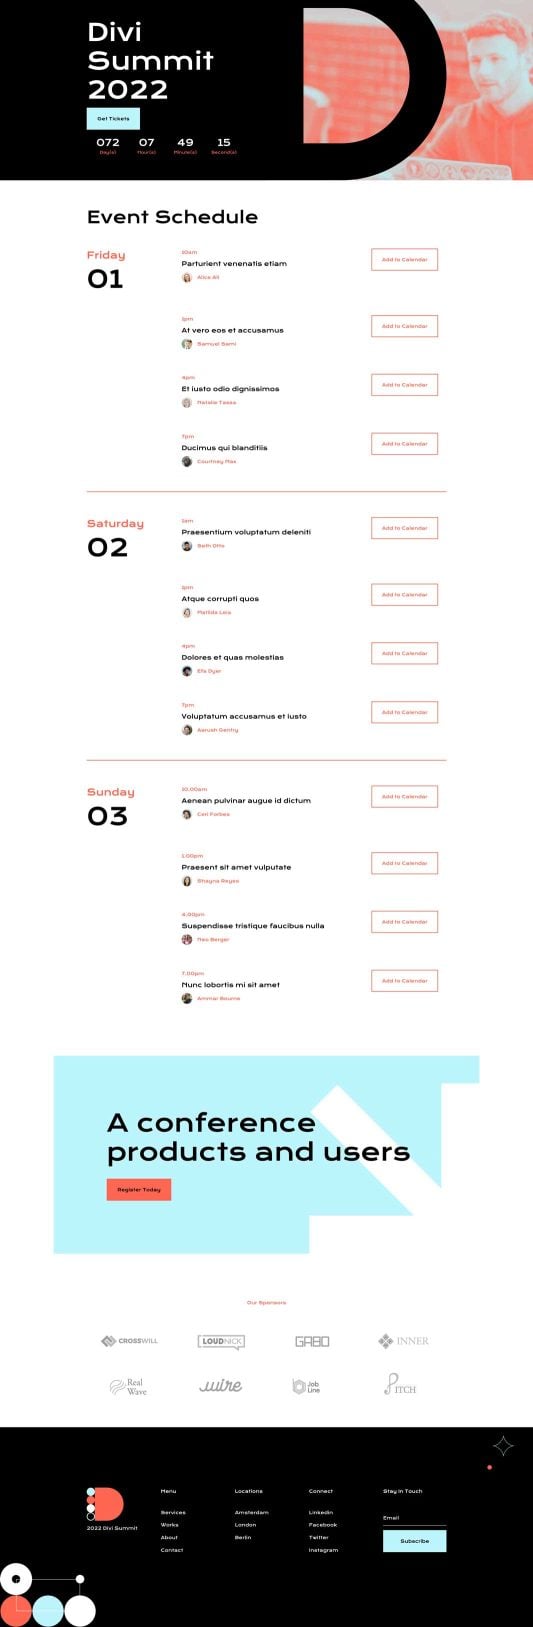 Divi
Summit
2022
Get Tickets
072 07 49 15
Day(s) Hour(s) Minute(s) Second(s)
Event Schedule
Friday
01
10am
Parturient venenatis etiam
Alice Ali
Add to Calendar
1pm
At vero eos et accusamus
Samuel Sami
Add to Calendar
4pm
Et iusto odio dignissimos
Natalie Tassa
Add to Calendar
7pm
Ducimus qui blanditiis
Courtney Mae
Add to Calendar
Saturday
02
Praesentium voluptatum deleniti
Beth Otto
Add to Calendar
1pm
Atque corrupti quos
Matilda Leia
Add to Calendar
4pm
Dolores et quas molestias
Efa Dyer
Add to Calendar
7pm
Voluptatum accusamus et iusto
Aarush Gentry
Add to Calendar
Sunday
03
10.00am
Aenean pulvinar augue id dictum
Ceri Forbes
Add to Calendar
1.00pm
Praesent sit amet vulputate
Shayna Reyes
Add to Calendar
4.00pm
Suspendisse tristique faucibus nulla
Neo Berger
Add to Calendar
7.00pm
Nunc lobortis mi sit amet
Ammar Bourne
Add to Calendar
A conference
products and users
Register Today
Our Sponsors
CROSSWILL LOUDNICK GABO INNER
Real
Wave
wire
Job
Line
PITCH
2022 Divi Summit
Menu
Services
Works
About
Contact
Locations
Amsterdam
London
Berlin
Connect
Linkedin
Facebook
Twitter
Instagram
Stay In Touch
Email
Subscribe